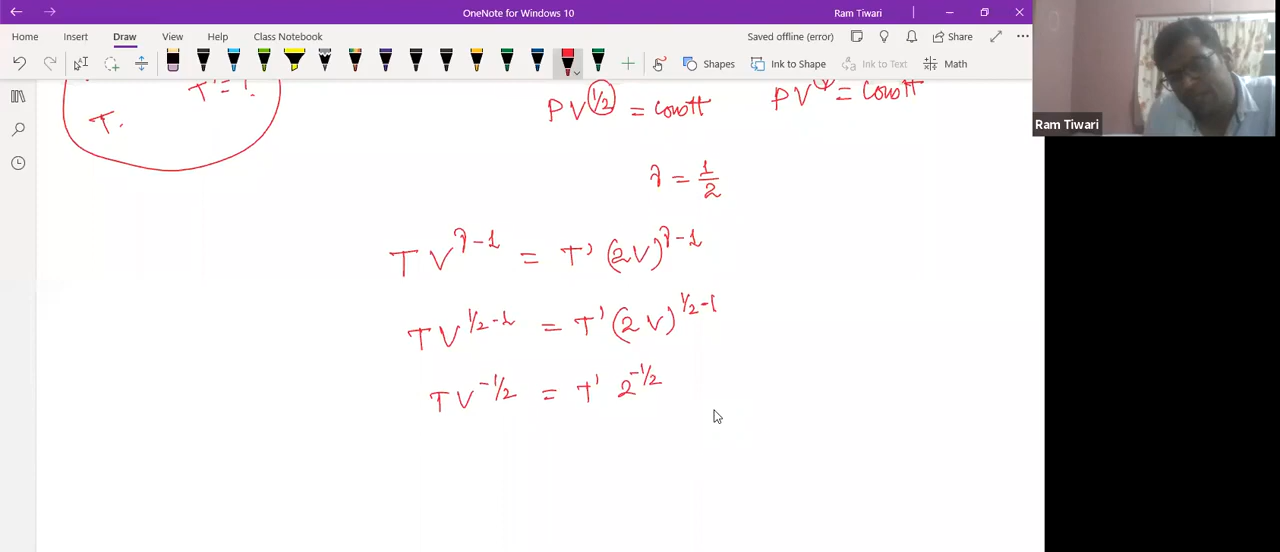 OneNote for Windows 10
Ram Tiwari
Home Insert Draw View Help Class Notebook
Saved offline (error) Share
Shapes Ink to Shape Ink to Text Math
T' = ?
T.
PV^(1/2) = constt
PV^γ = constt
Ram Tiwari
γ = 1/2
TV^(γ-1) = T' (2V)^(γ-1)
TV^(1/2-1) = T' (2V)^(1/2-1)
TV^(-1/2) = T' 2^(-1/2)